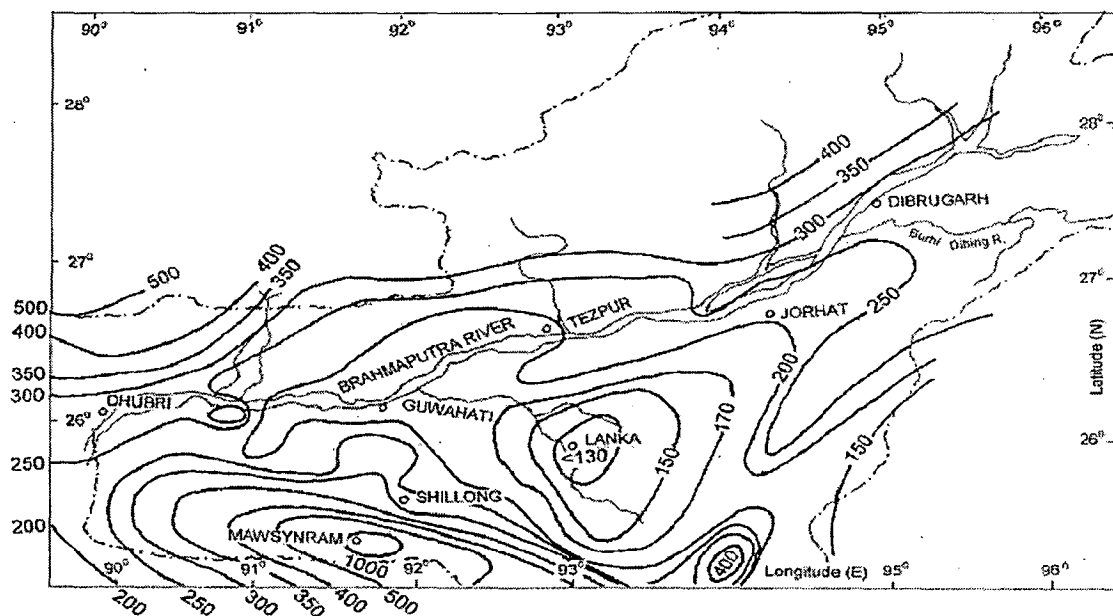 90° 91° 92° 93° 94° 95° 96°
28°
28°
400
350
300
DIBRUGARH
Burhi Dihing R.
27°
27°
500
400
350
500
400
350
300
250
TEZPUR
JORHAT
BRAHMAPUTRA RIVER
250
200
170
150
150
DHUBRI
GUWAHATI
26°
26°
LANKA
<130
SHILLONG
200
MAWSYNRAM
1000
400
Latitude (N)
Longitude (E)
90° 91° 92° 93° 95° 96°
200 250 300 350 400 500